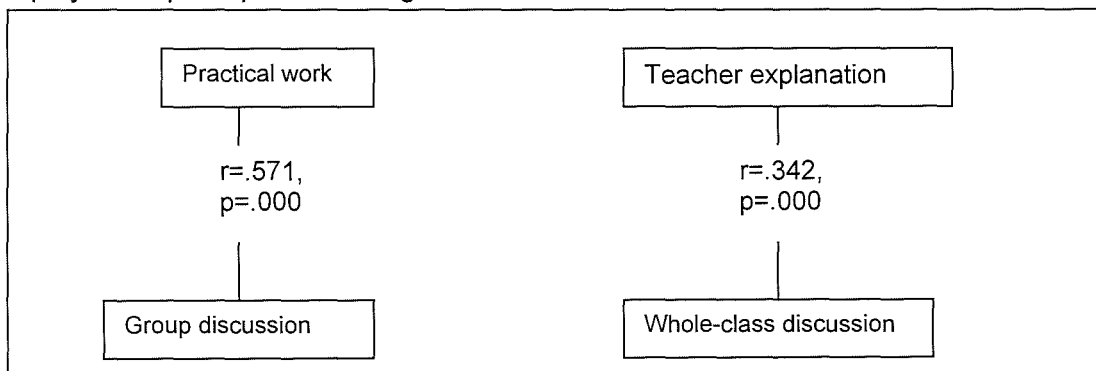 Practical work
Teacher explanation
r=.571,
p=.000
r=.342,
p=.000
Group discussion
Whole-class discussion